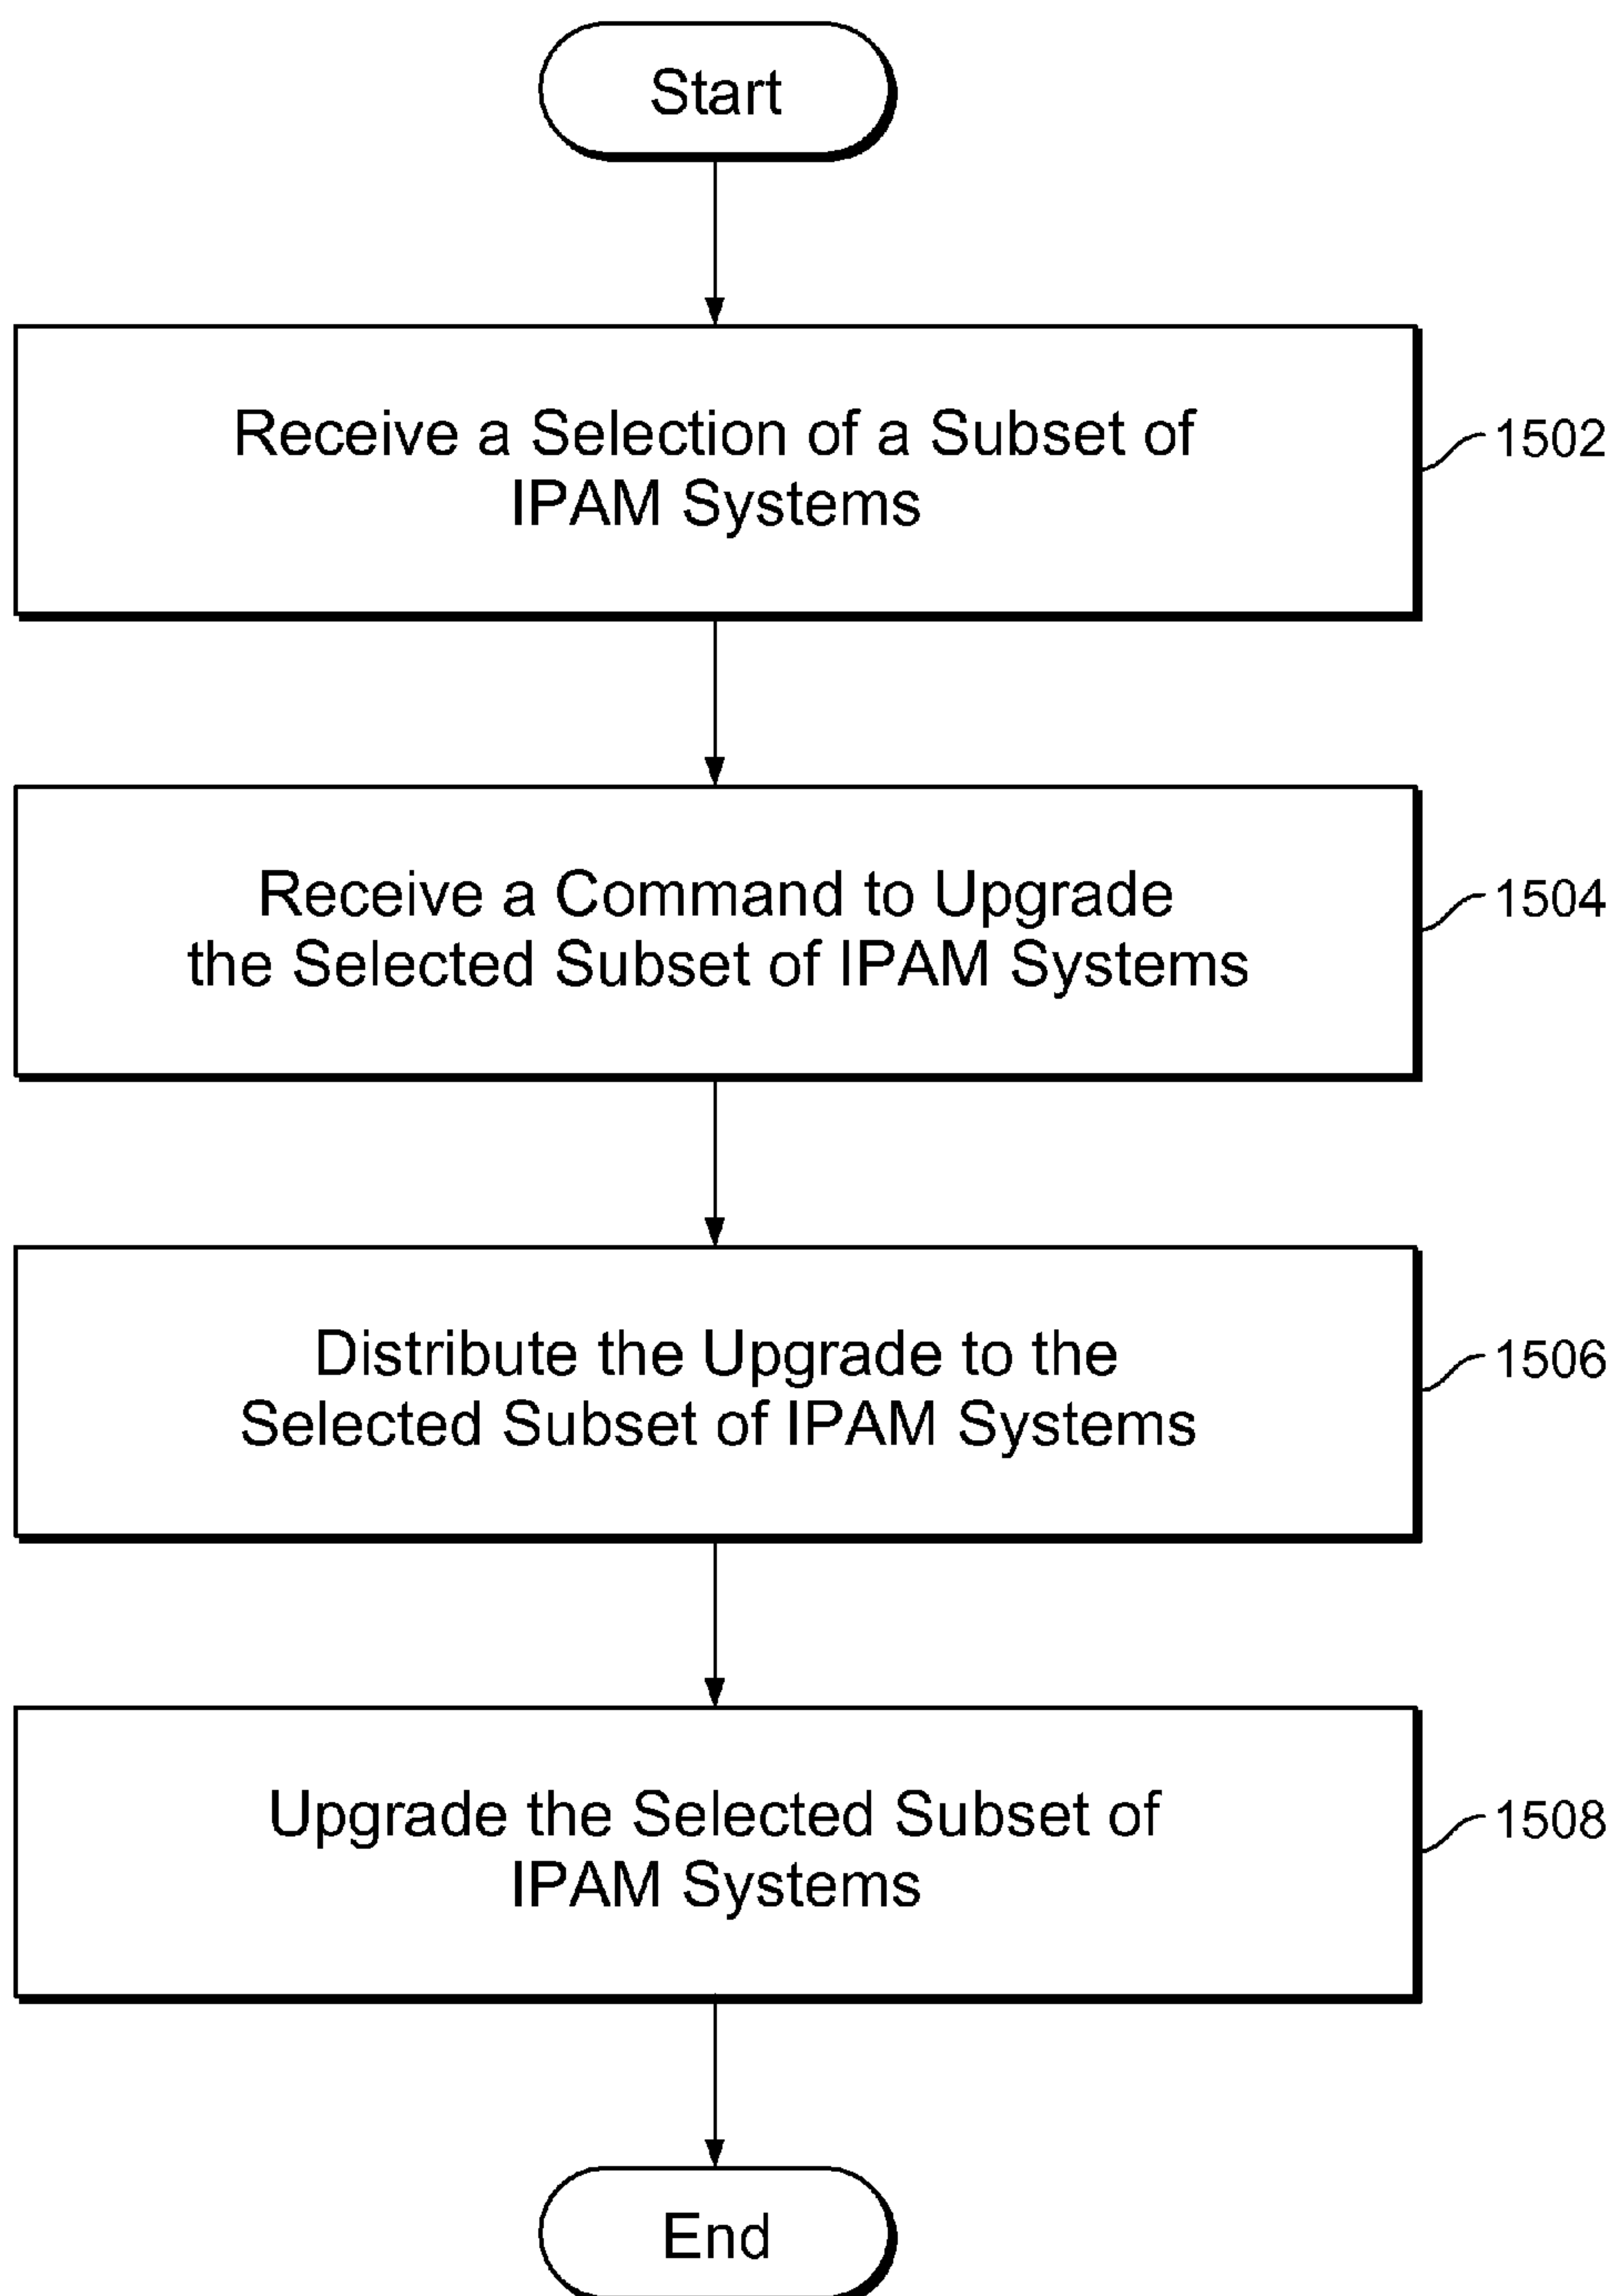 Start
Receive a Selection of a Subset of
IPAM Systems
1502
Receive a Command to Upgrade
the Selected Subset of IPAM Systems
1504
Distribute the Upgrade to the
Selected Subset of IPAM Systems
1506
Upgrade the Selected Subset of
IPAM Systems
1508
End